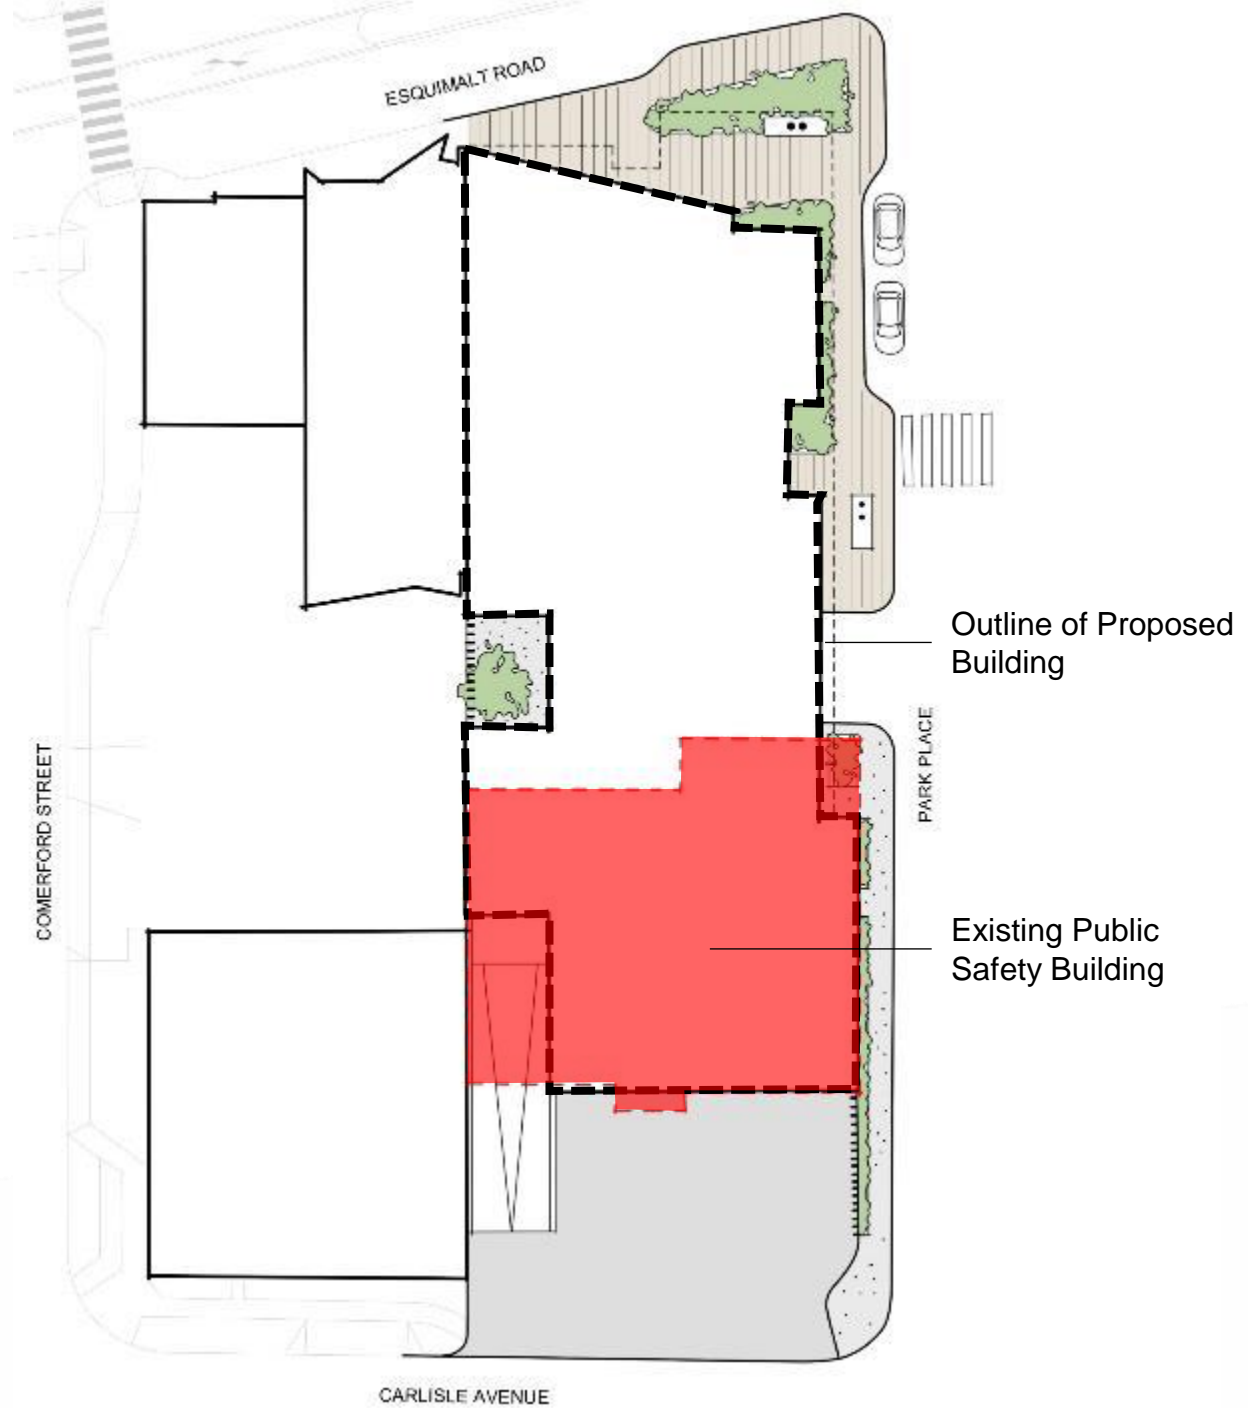 ESQUIMALT ROAD
Outline of Proposed
Building
PARK PLACE
COMERFORD STREET
Existing Public
Safety Building
CARLISLE AVENUE